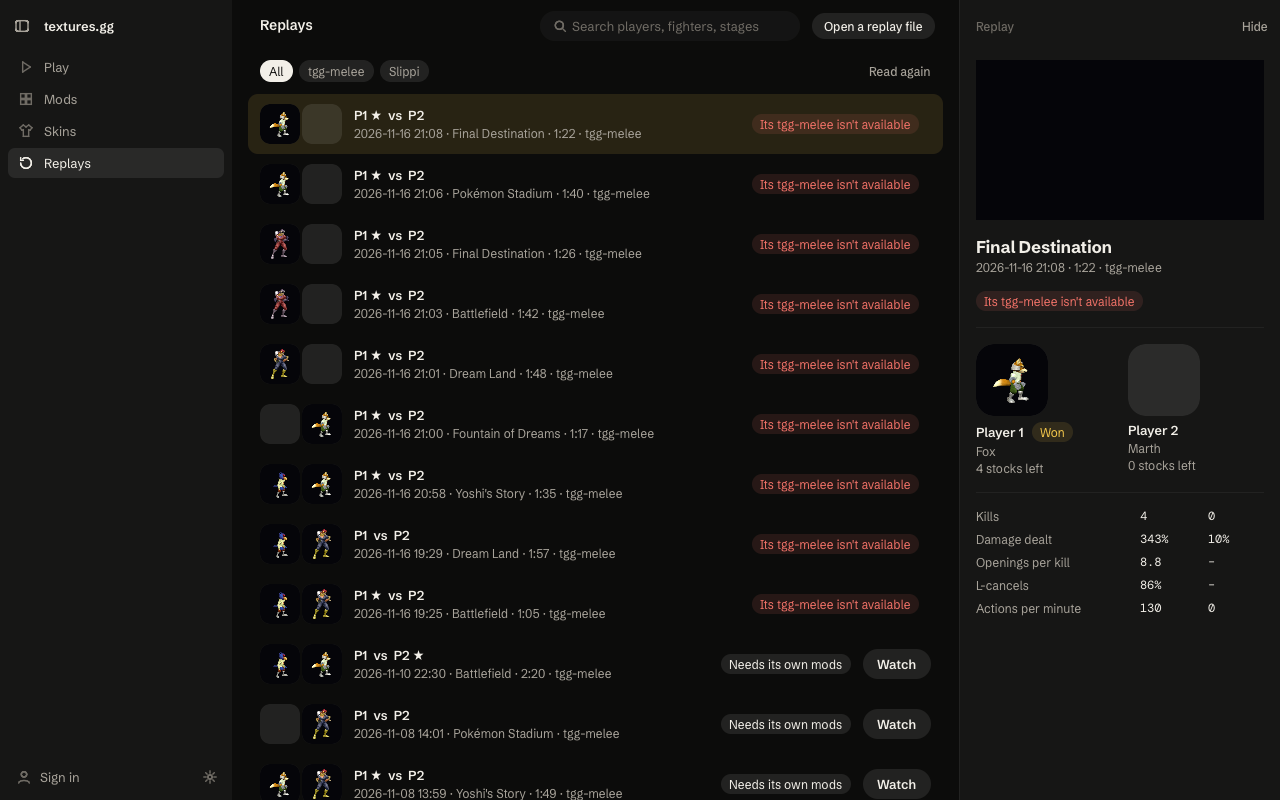 textures.gg
Play
Mods
Skins
Replays
Sign in
Replays
Search players, fighters, stages
Open a replay file
All
tgg-melee
Slippi
Read again
P1 ★ vs P2
2026-11-16 21:08 · Final Destination · 1:22 · tgg-melee
Its tgg-melee isn't available
P1 ★ vs P2
2026-11-16 21:06 · Pokémon Stadium · 1:40 · tgg-melee
Its tgg-melee isn't available
P1 ★ vs P2
2026-11-16 21:05 · Final Destination · 1:26 · tgg-melee
Its tgg-melee isn't available
P1 ★ vs P2
2026-11-16 21:03 · Battlefield · 1:42 · tgg-melee
Its tgg-melee isn't available
P1 ★ vs P2
2026-11-16 21:01 · Dream Land · 1:48 · tgg-melee
Its tgg-melee isn't available
P1 ★ vs P2
2026-11-16 21:00 · Fountain of Dreams · 1:17 · tgg-melee
Its tgg-melee isn't available
P1 ★ vs P2
2026-11-16 20:58 · Yoshi's Story · 1:35 · tgg-melee
Its tgg-melee isn't available
P1 vs P2
2026-11-16 19:29 · Dream Land · 1:57 · tgg-melee
Its tgg-melee isn't available
P1 ★ vs P2
2026-11-16 19:25 · Battlefield · 1:05 · tgg-melee
Its tgg-melee isn't available
P1 vs P2 ★
2026-11-10 22:30 · Battlefield · 2:20 · tgg-melee
Needs its own mods
Watch
P1 vs P2
2026-11-08 14:01 · Pokémon Stadium · tgg-melee
Needs its own mods
Watch
P1 ★ vs P2
2026-11-08 13:59 · Yoshi's Story · 1:49 · tgg-melee
Needs its own mods
Watch
Replay
Hide
Final Destination
2026-11-16 21:08 · 1:22 · tgg-melee
Its tgg-melee isn't available
Player 1 Won
Fox
4 stocks left
Player 2
Marth
0 stocks left
Kills 4 0
Damage dealt 343% 10%
Openings per kill 8.8 –
L-cancels 86% –
Actions per minute 130 0